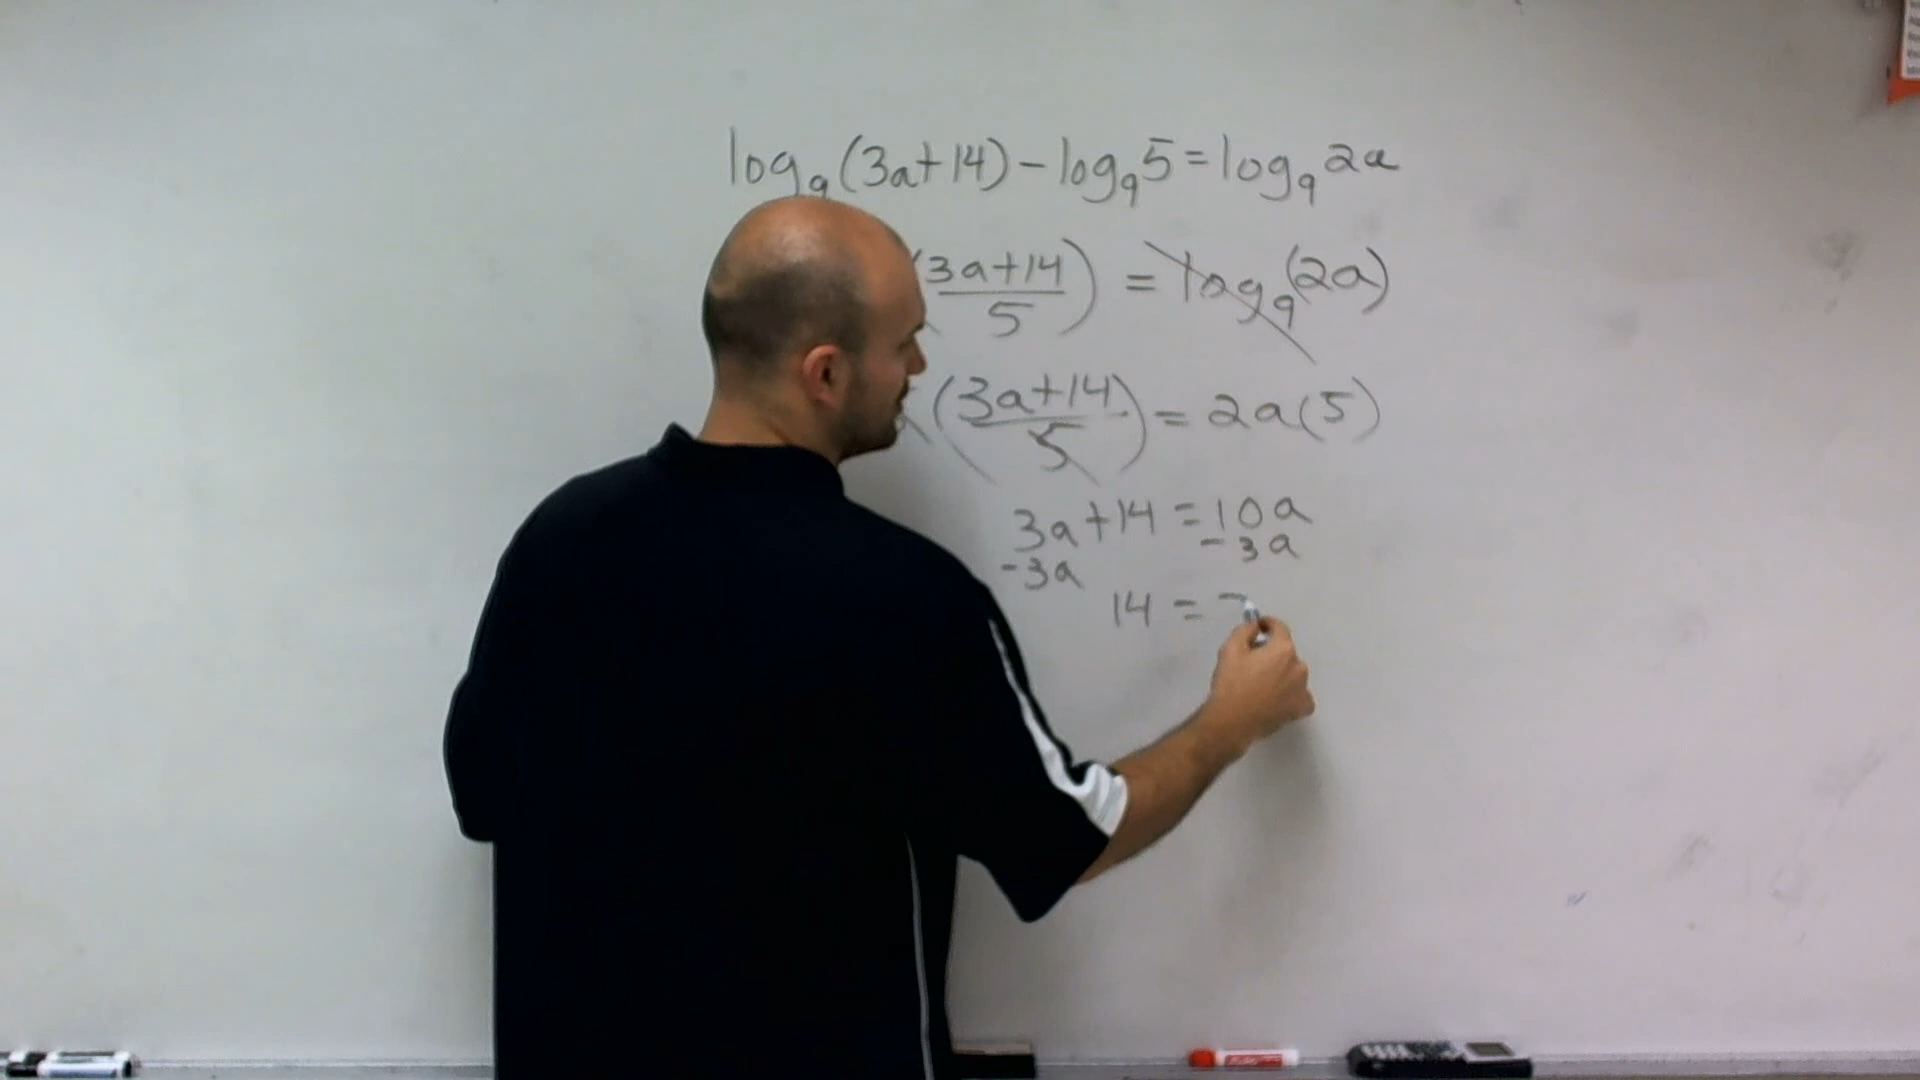 log₉(3a+14) - log₉5 = log₉2a
(3a+14/5) = log₉(2a)
(3a+14/5) = 2a(5)
3a+14 = 10a
-3a -3a
14 =